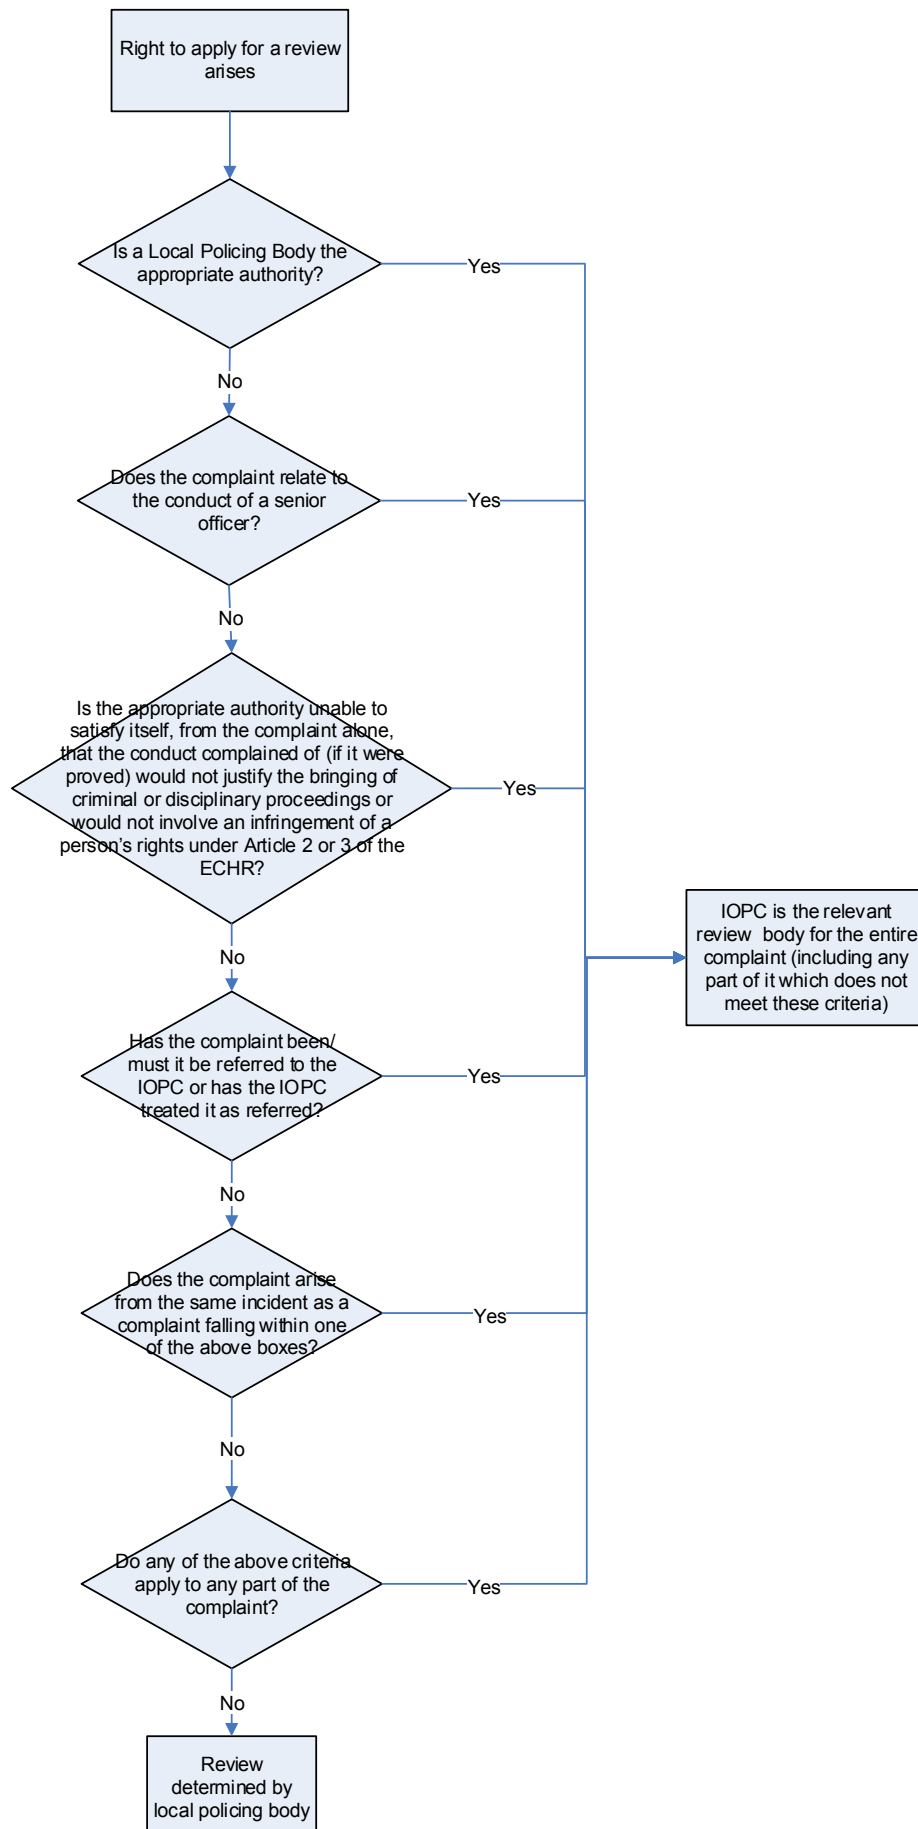 Right to apply for a review
arises
Is a Local Policing Body the
appropriate authority?
Yes
No
Does the complaint relate to
the conduct of a senior
officer?
Yes
No
Is the appropriate authority unable to
satisfy itself, from the complaint alone,
that the conduct complained of (if it were
proved) would not justify the bringing of
criminal or disciplinary proceedings or
would not involve an infringement of a
person's rights under Article 2 or 3 of the
ECHR?
Yes
No
IOPC is the relevant
review body for the entire
complaint (including any
part of it which does not
meet these criteria)
Has the complaint been/
must it be referred to the
IOPC or has the IOPC
treated it as referred?
Yes
No
Does the complaint arise
from the same incident as a
complaint falling within one
of the above boxes?
Yes
No
Do any of the above criteria
apply to any part of the
complaint?
Yes
No
Review
determined by
local policing body